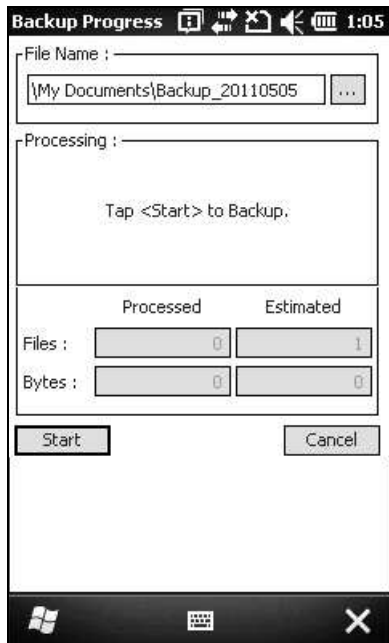 Backup Progress 1:05
File Name :
\My Documents\Backup_20110505 ...
Processing :
Tap <Start> to Backup.
Processed Estimated
Files : 0 1
Bytes : 0 0
Start Cancel